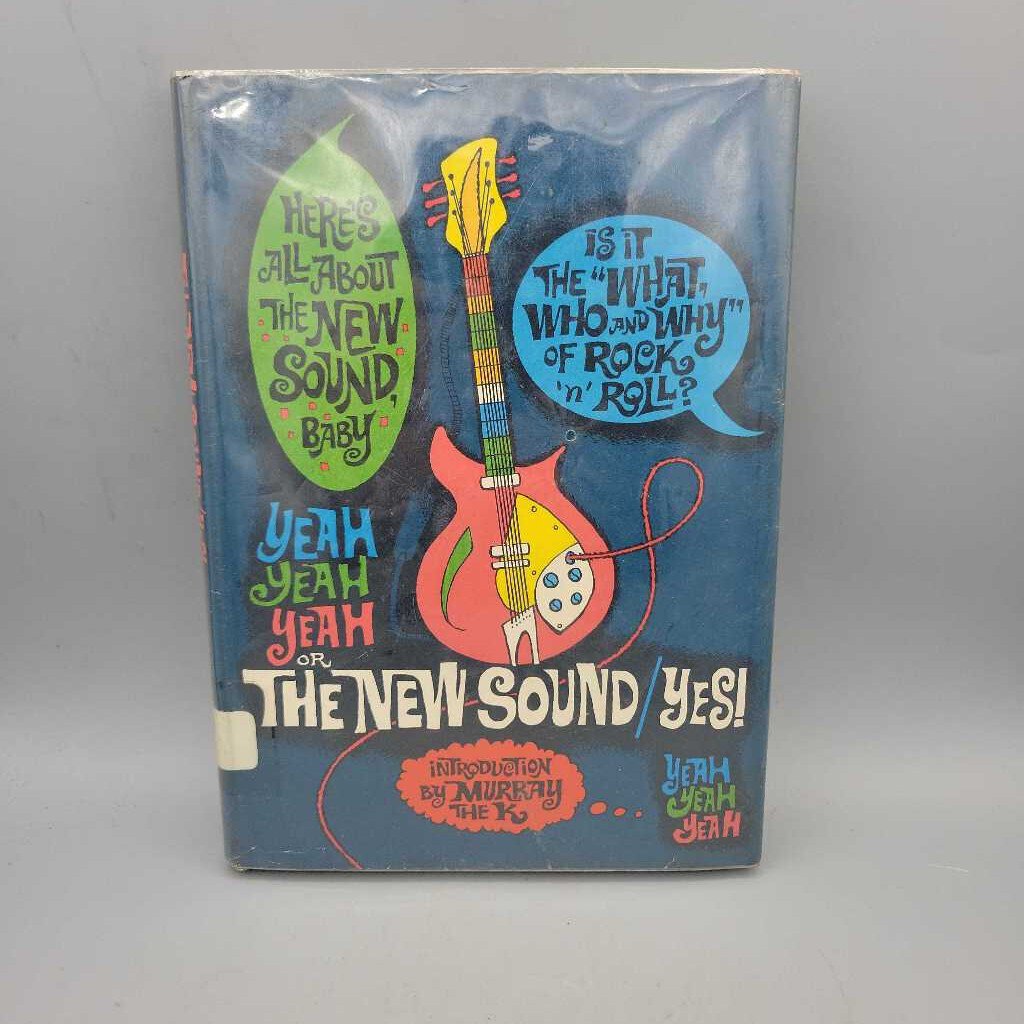 HERE'S
ALL ABOUT
THE NEW
SOUND,
BABY
IS IT
THE "WHAT,
WHO AND WHY"
OF ROCK
'n' ROLL?
YEAH
YEAH
YEAH
OR
THE NEW SOUND/YES!
INTRODUCTION
BY MURRAY
THE K
YEAH
YEAH
YEAH